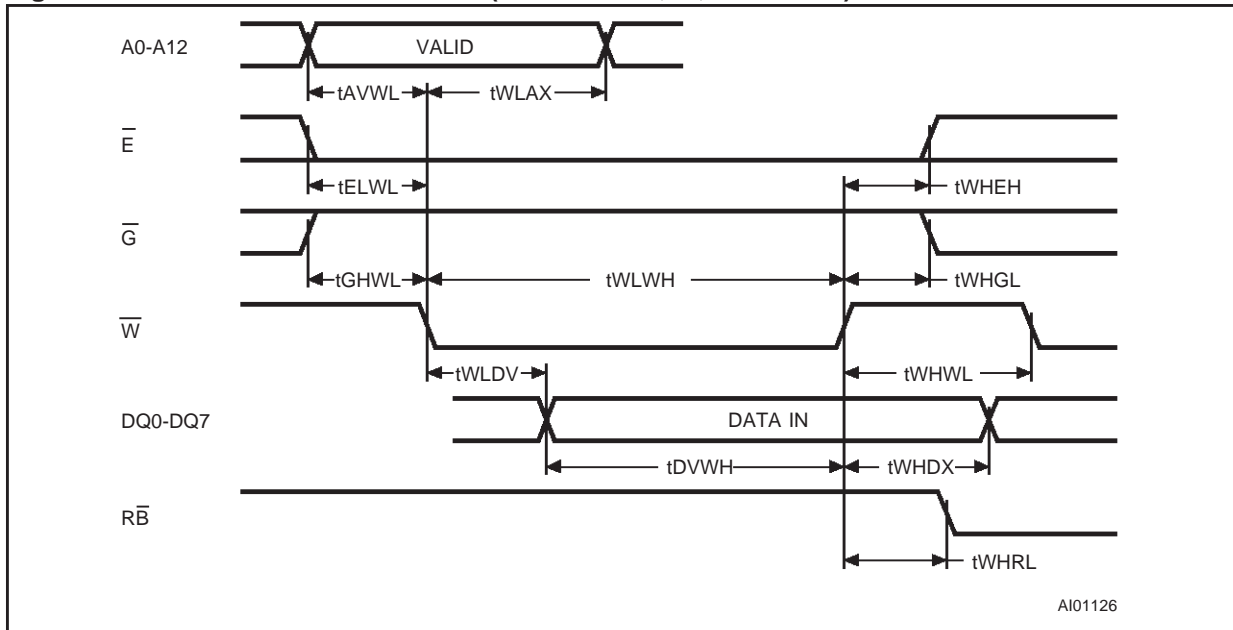 A0-A12
VALID
tAVWL
tWLAX
E̅
tELWL
tWHEH
G̅
tGHWL
tWLWH
tWHGL
W̅
tWLDV
tWHWL
DQ0-DQ7
DATA IN
tDVWH
tWHDX
RB̅
tWHRL
AI01126